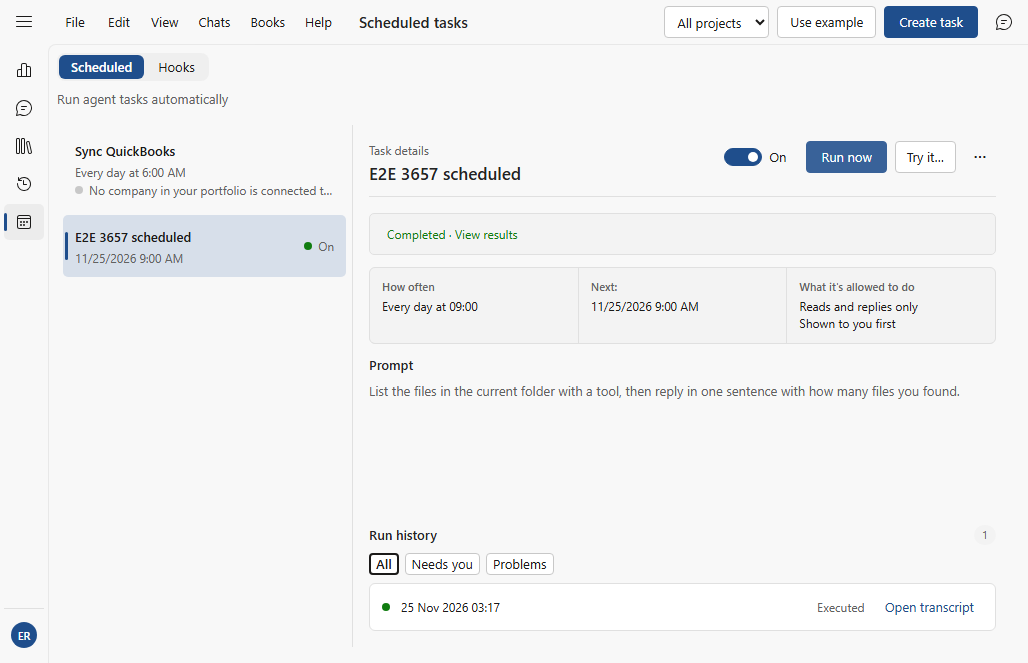 File Edit View Chats Books Help Scheduled tasks All projects Use example Create task
Scheduled Hooks
Run agent tasks automatically
Sync QuickBooks
Every day at 6:00 AM
No company in your portfolio is connected t...
E2E 3657 scheduled
11/25/2026 9:00 AM
On
Task details
E2E 3657 scheduled
On Run now Try it... ...
Completed · View results
How often
Every day at 09:00
Next:
11/25/2026 9:00 AM
What it's allowed to do
Reads and replies only
Shown to you first
Prompt
List the files in the current folder with a tool, then reply in one sentence with how many files you found.
Run history 1
All Needs you Problems
25 Nov 2026 03:17 Executed Open transcript
ER